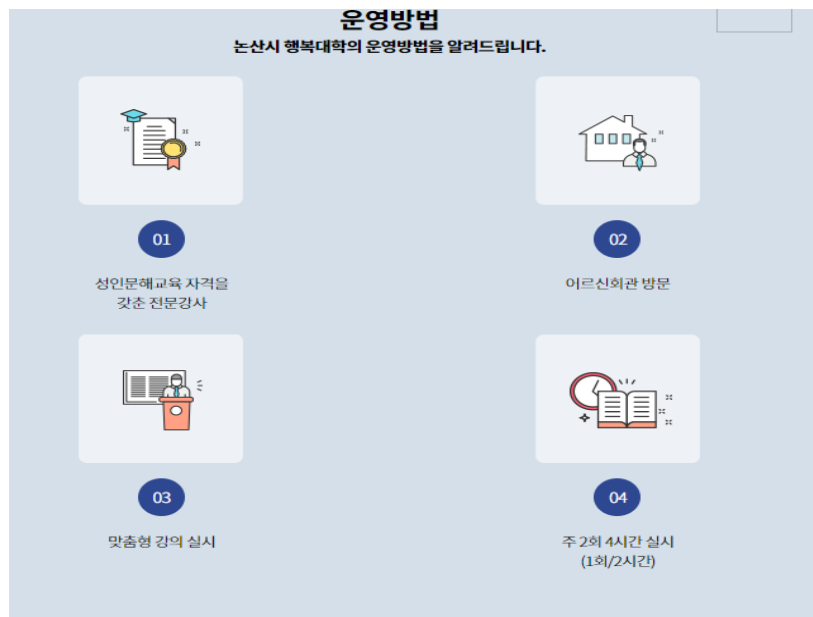 운영방법
논산시 행복대학의 운영방법을 알려드립니다.
01
성인문해교육 자격을
갖춘 전문강사
02
어르신회관 방문
03
맞춤형 강의 실시
04
주 2회 4시간 실시
(1회/2시간)